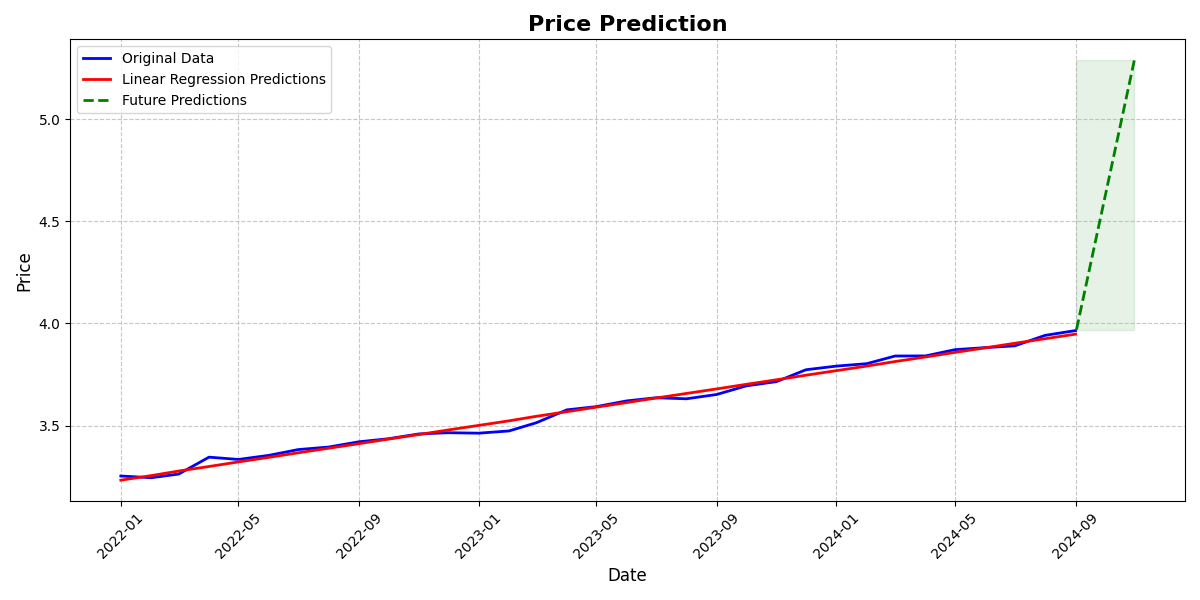 Price Prediction
Original Data
Linear Regression Predictions
Future Predictions
5.0
4.5
4.0
3.5
Price
2022-01
2022-05
2022-09
2023-01
2023-05
2023-09
2024-01
2024-05
2024-09
Date